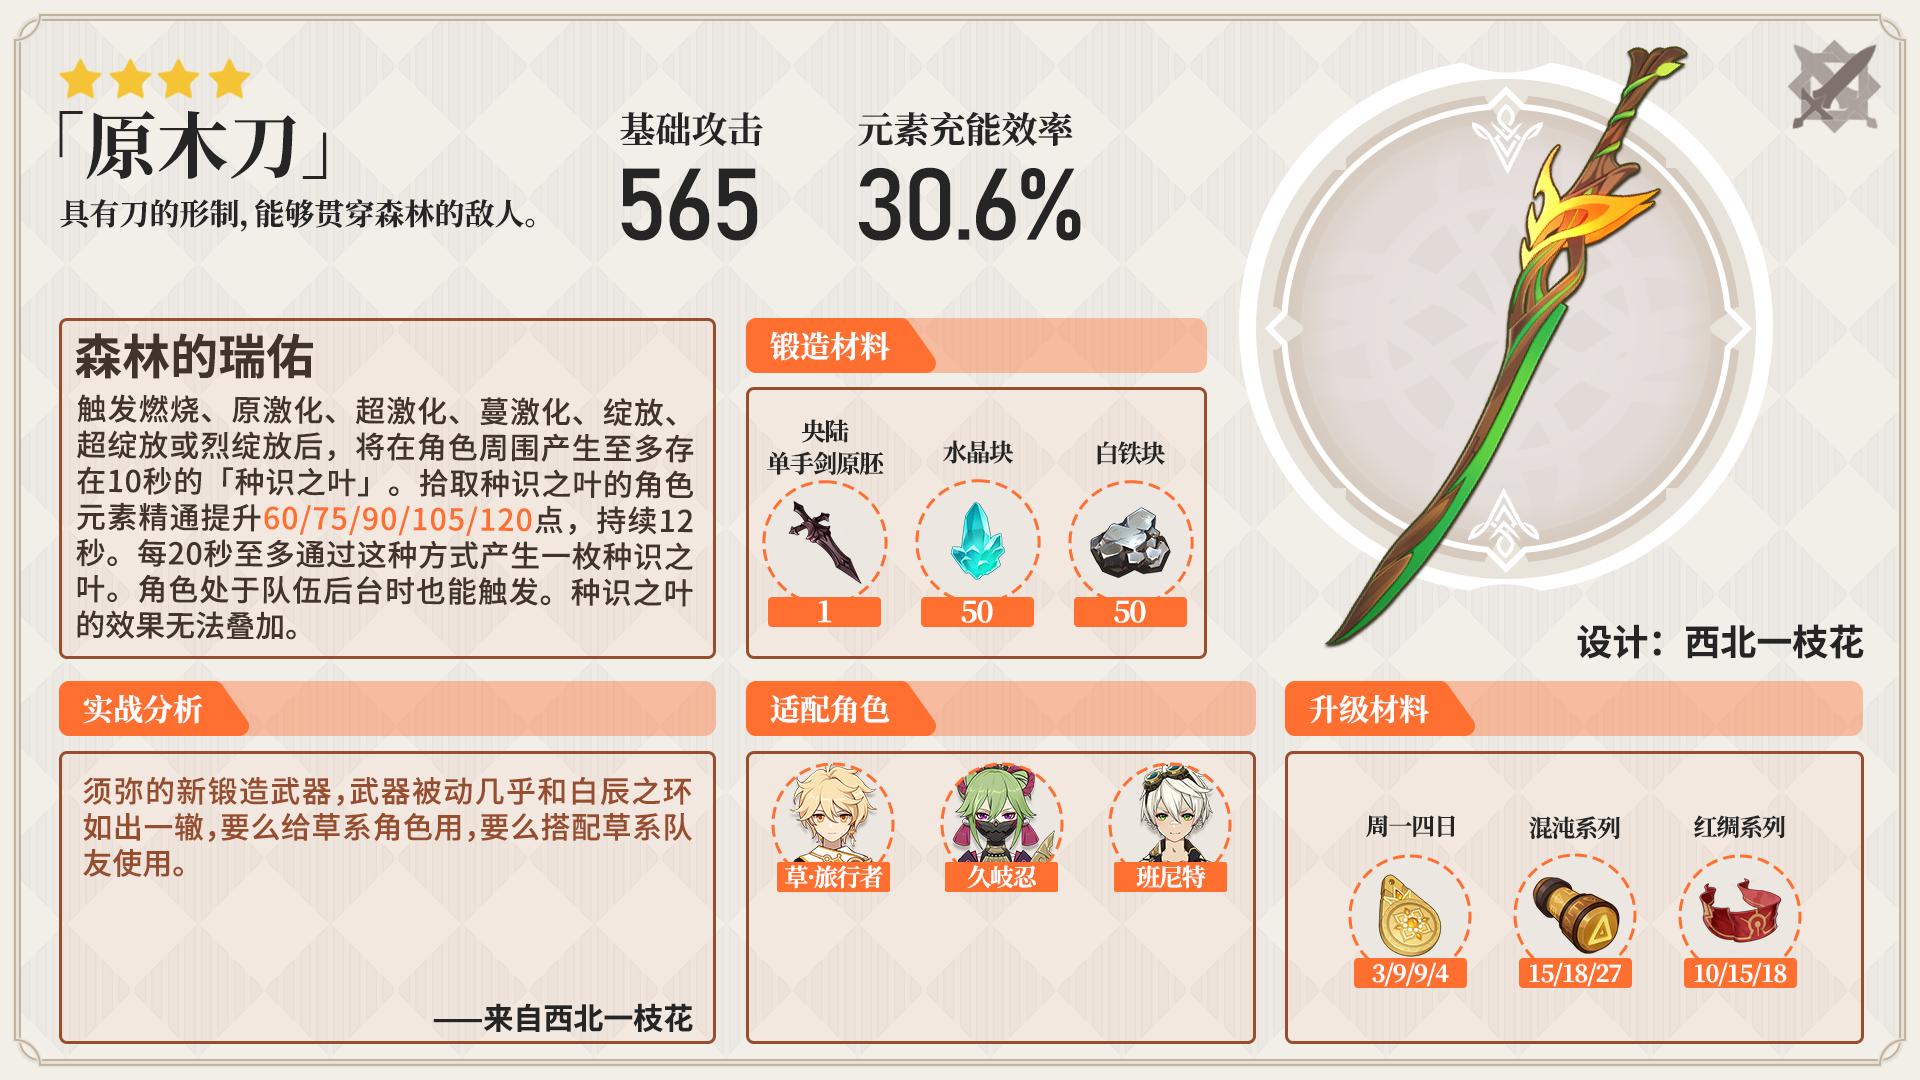 「原木刀」
具有刀的形制,能够贯穿森林的敌人。
基础攻击
565
元素充能效率
30.6%
森林的瑞佑
触发燃烧、原激化、超激化、蔓激化、绽放、
超绽放或烈绽放后，将在角色周围产生至多存
在10秒的「种识之叶」。拾取种识之叶的角色
元素精通提升60/75/90/105/120点，持续12
秒。每20秒至多通过这种方式产生一枚种识之
叶。角色处于队伍后台时也能触发。种识之叶
的效果无法叠加。
锻造材料
央陆
单手剑原胚
1
水晶块
50
白铁块
50
设计：西北一枝花
实战分析
须弥的新锻造武器,武器被动几乎和白辰之环
如出一辙,要么给草系角色用,要么搭配草系队
友使用。
——来自西北一枝花
适配角色
草·旅行者
久岐忍
班尼特
升级材料
周一四日
3/9/9/4
混沌系列
15/18/27
红绸系列
10/15/18